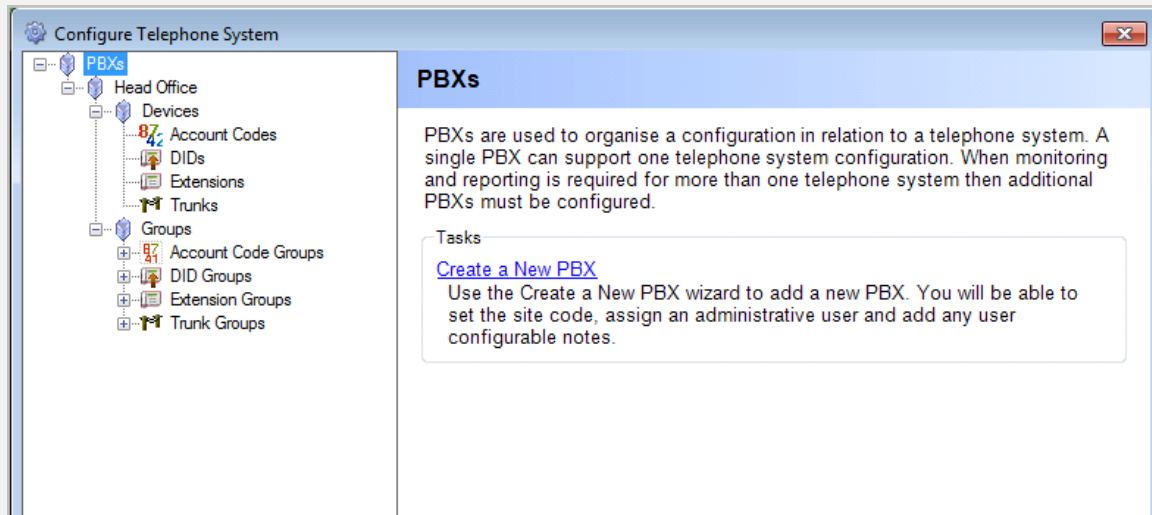 Configure Telephone System
PBXs
Head Office
Devices
Account Codes
DIDs
Extensions
Trunks
Groups
Account Code Groups
DID Groups
Extension Groups
Trunk Groups
PBXs
PBXs are used to organise a configuration in relation to a telephone system. A
single PBX can support one telephone system configuration. When monitoring
and reporting is required for more than one telephone system then additional
PBXs must be configured.
Tasks
Create a New PBX
Use the Create a New PBX wizard to add a new PBX. You will be able to
set the site code, assign an administrative user and add any user
configurable notes.